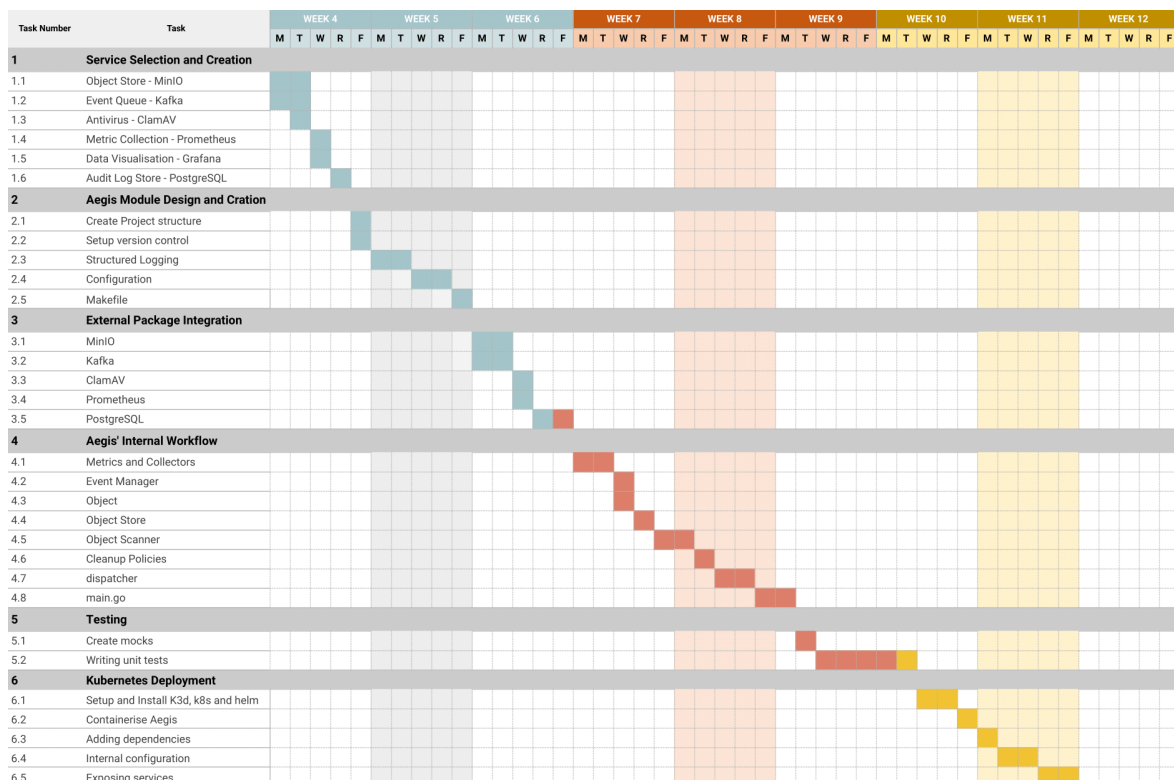 WEEK 4 WEEK 5 WEEK 6 WEEK 7 WEEK 8 WEEK 9 WEEK 10 WEEK 11 WEEK 12
Task Number Task
M T W R F M T W R F M T W R F M T W R F M T W R F M T W R F M T W R F M T W R F M T W R F
1 Service Selection and Creation
1.1 Object Store - MinIO
1.2 Event Queue - Kafka
1.3 Antivirus - ClamAV
1.4 Metric Collection - Prometheus
1.5 Data Visualisation - Grafana
1.6 Audit Log Store - PostgreSQL
2 Aegis Module Design and Cration
2.1 Create Project structure
2.2 Setup version control
2.3 Structured Logging
2.4 Configuration
2.5 Makefile
3 External Package Integration
3.1 MinIO
3.2 Kafka
3.3 ClamAV
3.4 Prometheus
3.5 PostgreSQL
4 Aegis' Internal Workflow
4.1 Metrics and Collectors
4.2 Event Manager
4.3 Object
4.4 Object Store
4.5 Object Scanner
4.6 Cleanup Policies
4.7 dispatcher
4.8 main.go
5 Testing
5.1 Create mocks
5.2 Writing unit tests
6 Kubernetes Deployment
6.1 Setup and Install K3d, k8s and helm
6.2 Containerise Aegis
6.3 Adding dependencies
6.4 Internal configuration
6.5 Exposing services